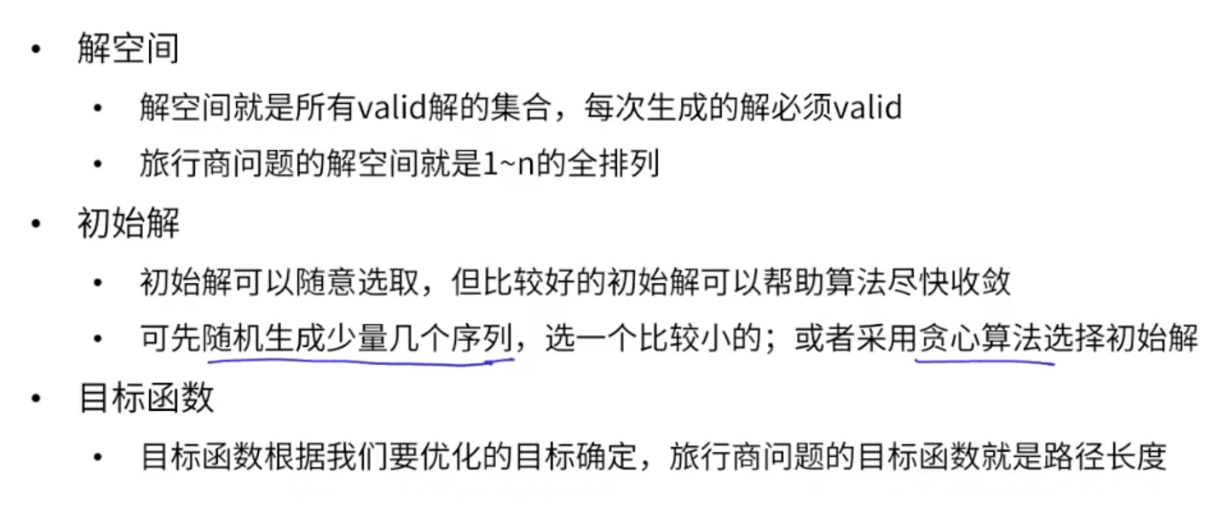 • 解空间
• 解空间就是所有valid解的集合，每次生成的解必须valid
• 旅行商问题的解空间就是1~n的全排列
• 初始解
• 初始解可以随意选取，但比较好的初始解可以帮助算法尽快收敛
• 可先随机生成少量几个序列，选一个比较小的；或者采用贪心算法选择初始解
• 目标函数
• 目标函数根据我们要优化的目标确定，旅行商问题的目标函数就是路径长度